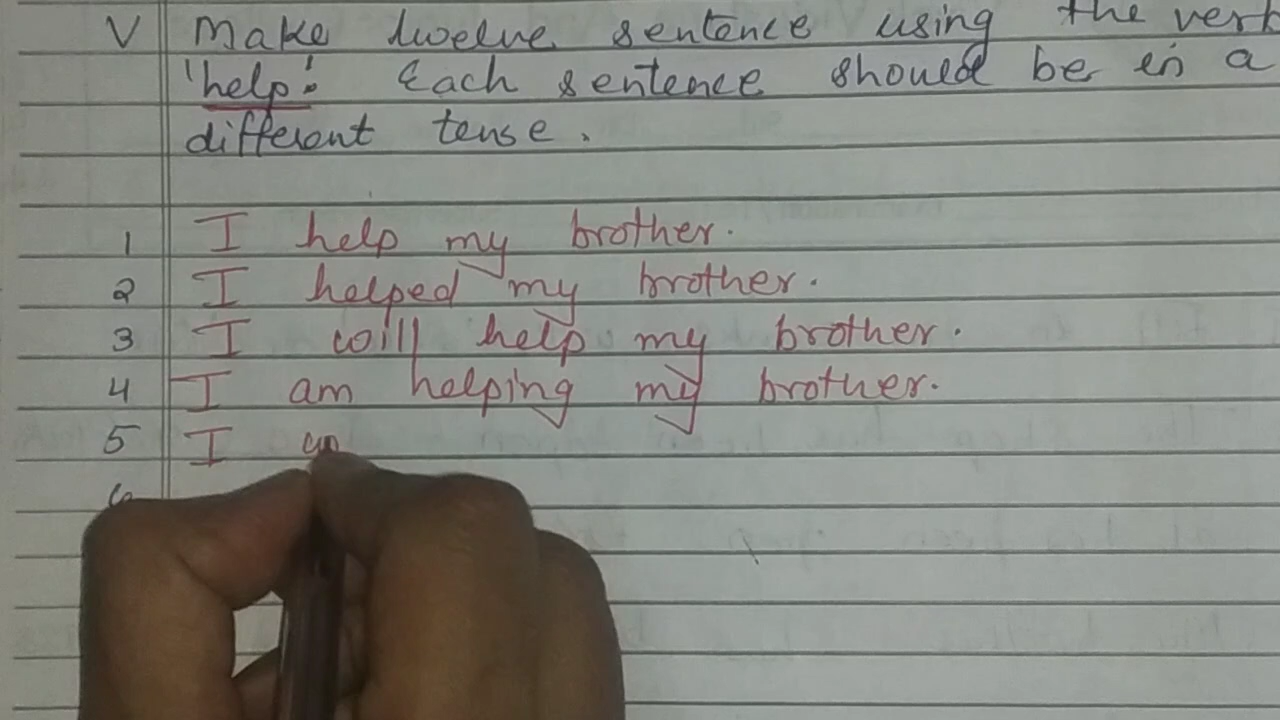 V Make twelve sentence using the verb
'help'. Each sentence should be in a
different tense.
1 I help my brother.
2 I helped my brother.
3 I will help my brother.
4 I am helping my brother.
5 I
6